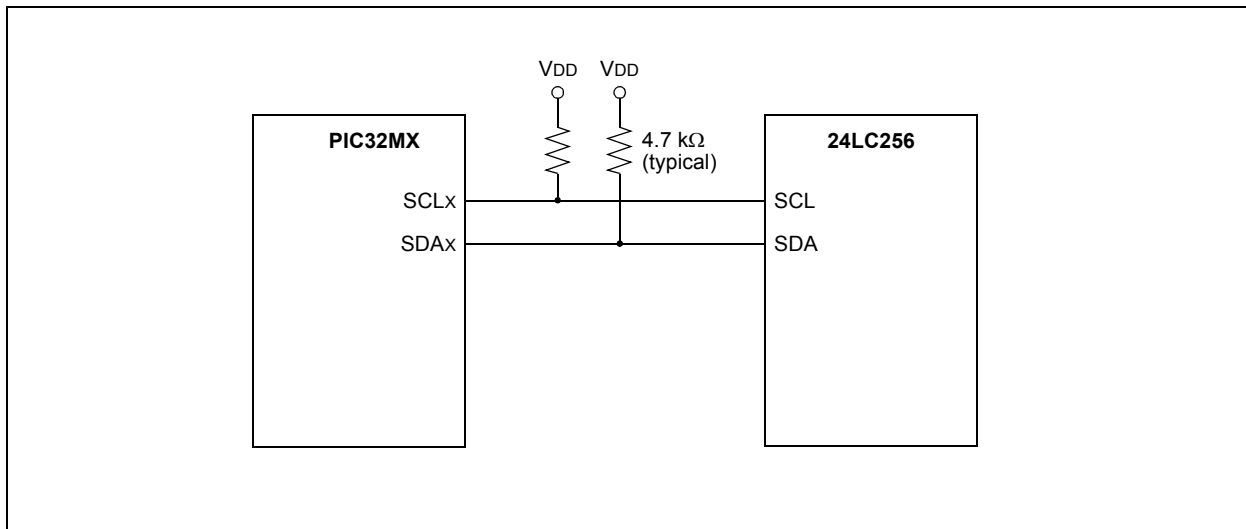 VDD VDD
PIC32MX
4.7 kΩ
(typical)
24LC256
SCLx
SCL
SDAx
SDA